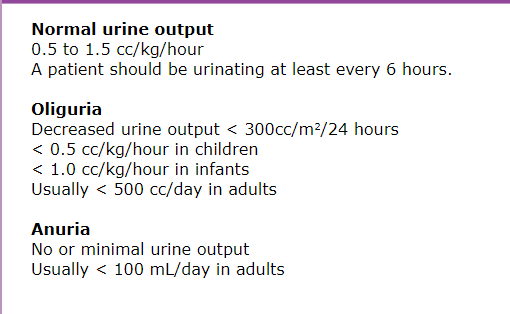 Normal urine output
0.5 to 1.5 cc/kg/hour
A patient should be urinating at least every 6 hours.
Oliguria
Decreased urine output < 300cc/m²/24 hours
< 0.5 cc/kg/hour in children
< 1.0 cc/kg/hour in infants
Usually < 500 cc/day in adults
Anuria
No or minimal urine output
Usually < 100 mL/day in adults